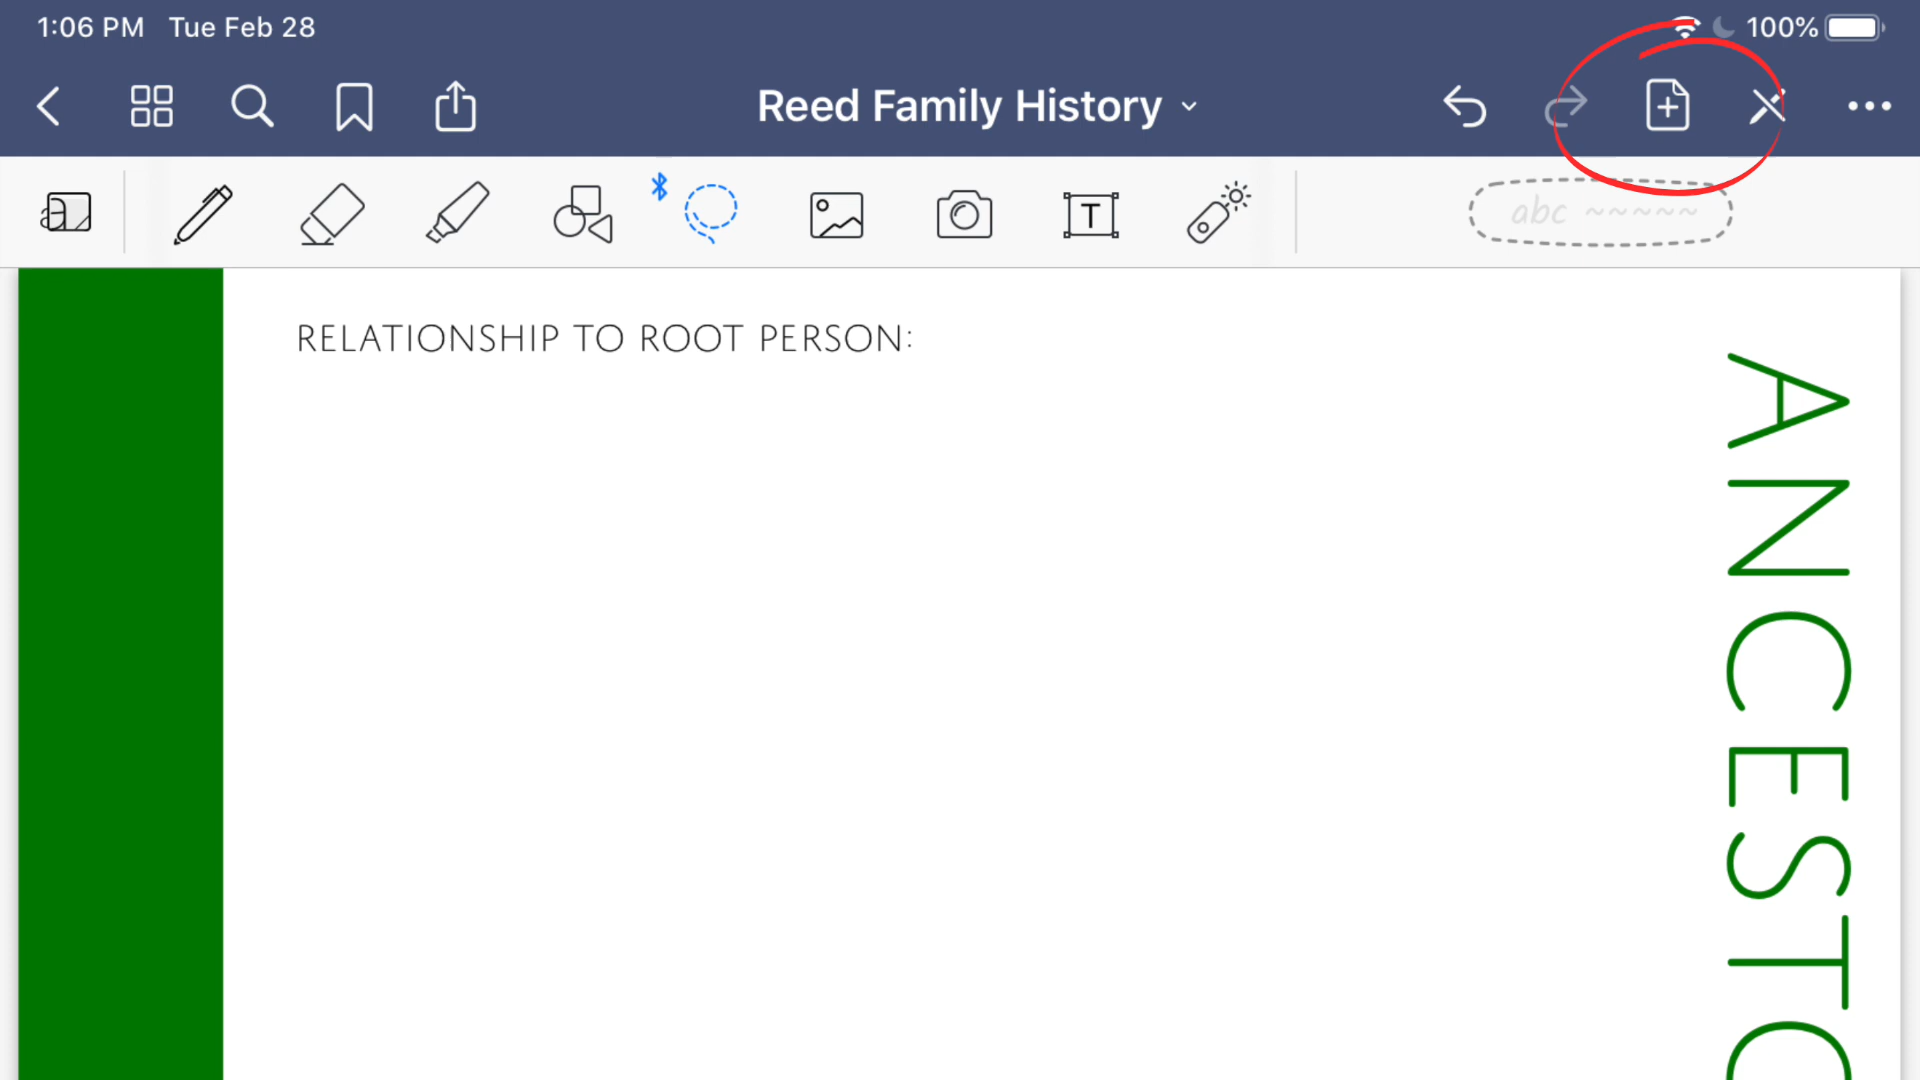 1:06 PM Tue Feb 28
100%
Reed Family History
T
abc ~~~~~
RELATIONSHIP TO ROOT PERSON:
ANCESTO